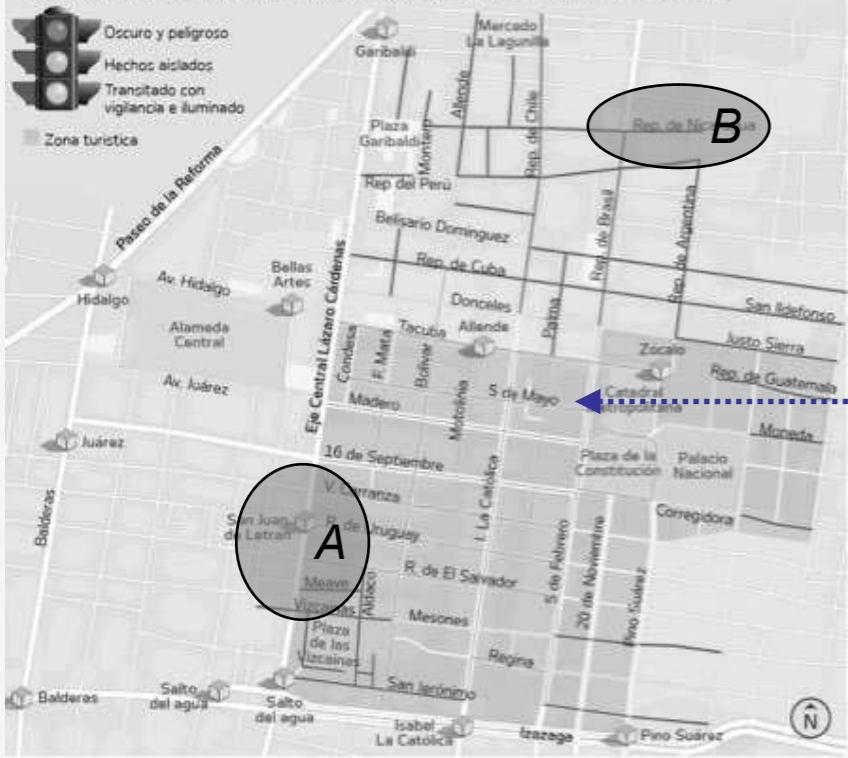 Oscuro y peligroso
Hechos aislados
Transitado con
vigilancia e iluminado
Zona turistica
Garibaldi
Mercado
La Lagunilla
Plaza
Garibaldi
Montero
Allende
Rep. de Chile
B
Paseo de la Reforma
Rep del Perú
Belisario Dominguez
Rep. de Brasil
Rep. de Argentina
Rep. de Cuba
Hidalgo
Av. Hidalgo
Bellas
Artes
Eje Central Lázaro Cárdenas
Donceles
Palma
San Ildefonso
Alameda
Central
Tacuba
Allende
Justo Sierra
Condesa
F. Mata
Bolívar
Motolinia
Zócalo
Rep. de Guatemala
Av. Juárez
Madero
5 de Mayo
Catedral
Metropolitana
Moneda
Juárez
16 de Septiembre
Plaza de la
Constitución
Palacio
Nacional
Balderas
V. Carranza
I. La Católica
Corregidora
San Juan
de Letrán
A
R. de Uruguay
5 de Febrero
20 de Noviembre
Pino Suárez
R. de El Salvador
Meave
Aldaco
Vizcaínas
Mesones
Plaza
de las
Vizcaínas
Regina
San Jerónimo
Balderas
Salto
del agua
Salto
del agua
Isabel
La Católica
Izazaga
Pino Suárez
N